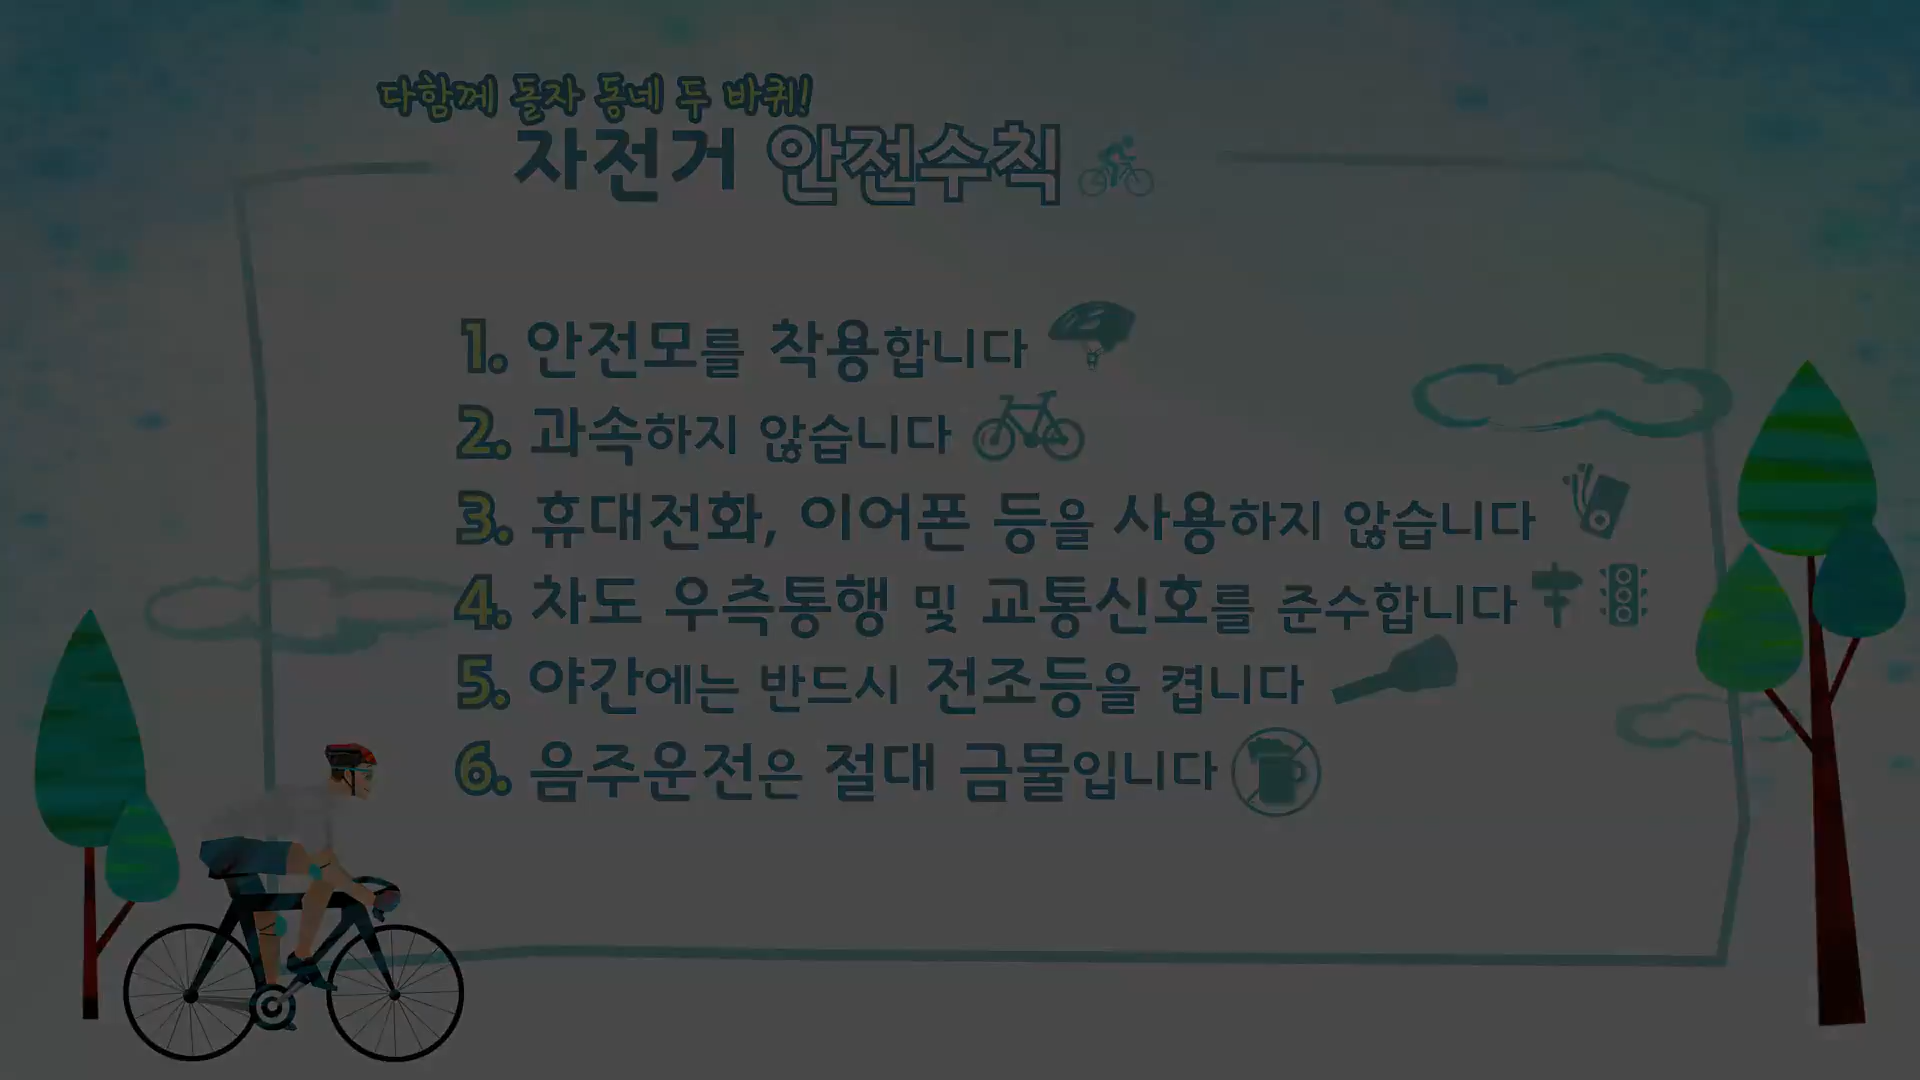 다함께 돌자 동네 두 바퀴!
자전거 안전수칙
1. 안전모를 착용합니다
2. 과속하지 않습니다
3. 휴대전화, 이어폰 등을 사용하지 않습니다
4. 차도 우측통행 및 교통신호를 준수합니다
5. 야간에는 반드시 전조등을 켭니다
6. 음주운전은 절대 금물입니다